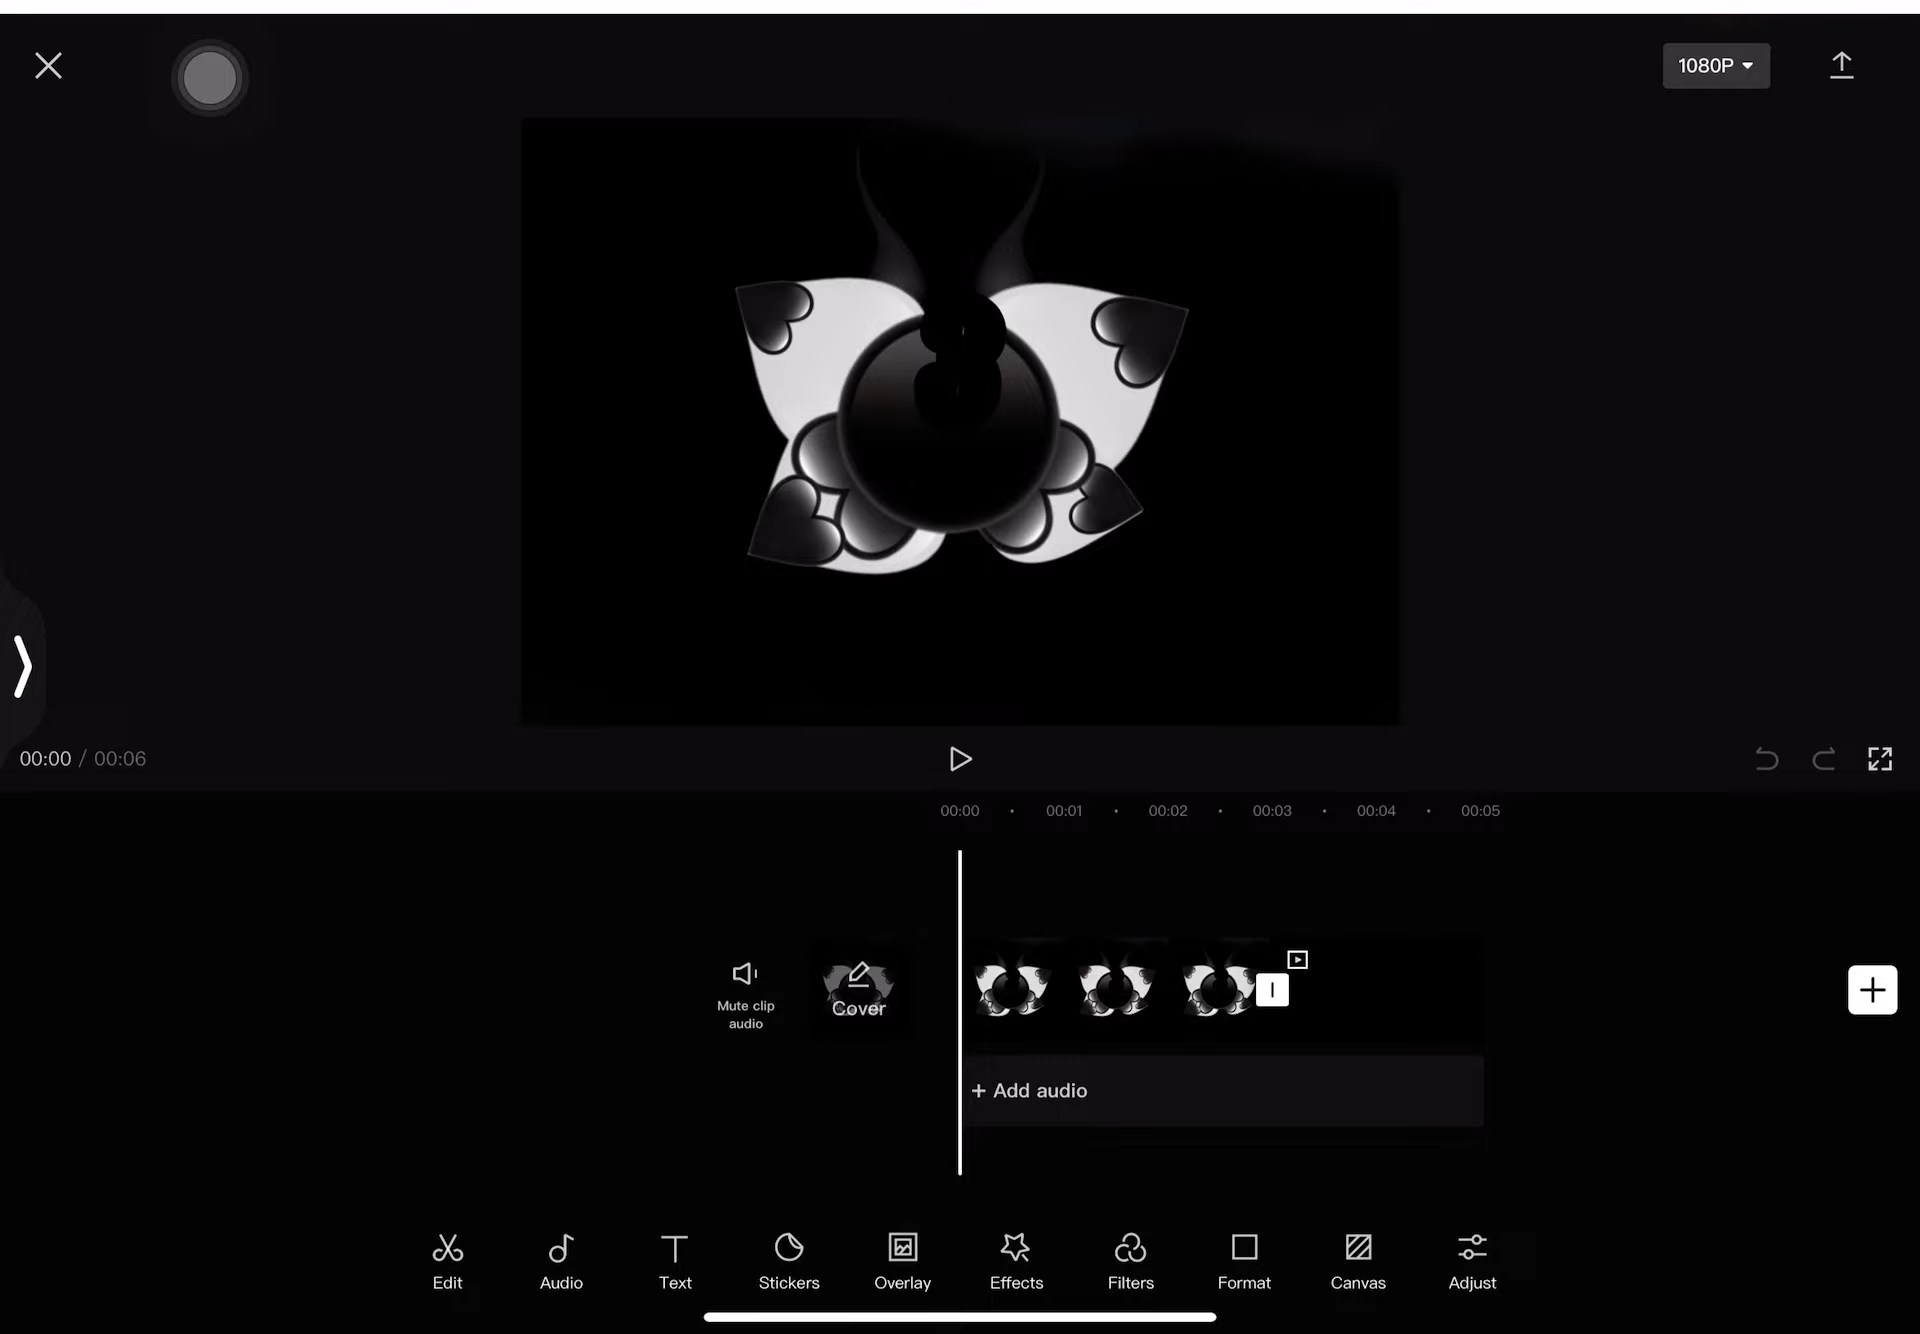 1080P
00:00 / 00:06
00:00 00:01 00:02 00:03 00:04 00:05
Mute clip
audio
Cover
+ Add audio
Edit Audio Text Stickers Overlay Effects Filters Format Canvas Adjust